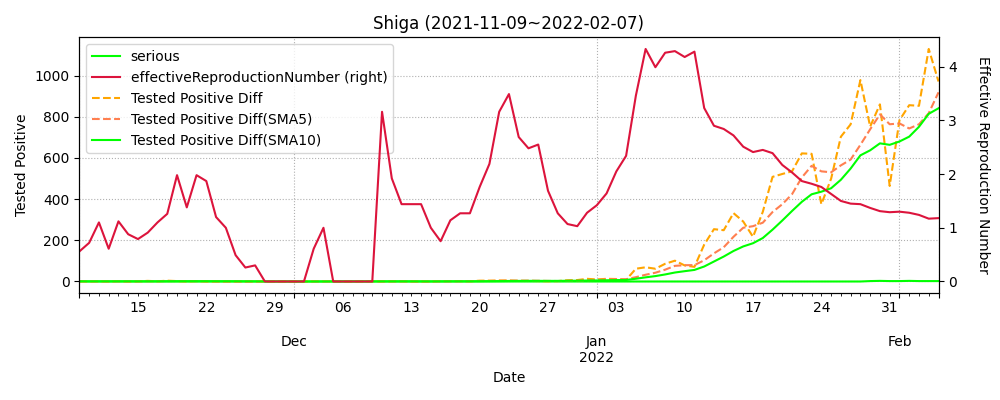 Shiga (2021-11-09~2022-02-07)
serious
effectiveReproductionNumber (right)
Tested Positive Diff
Tested Positive Diff(SMA5)
Tested Positive Diff(SMA10)
Tested Positive
1000
800
600
400
200
0
Effective Reproduction Number
4
3
2
1
0
15 22 29 06 13 20 27 03 10 17 24 31
Dec Jan Feb
2022
Date